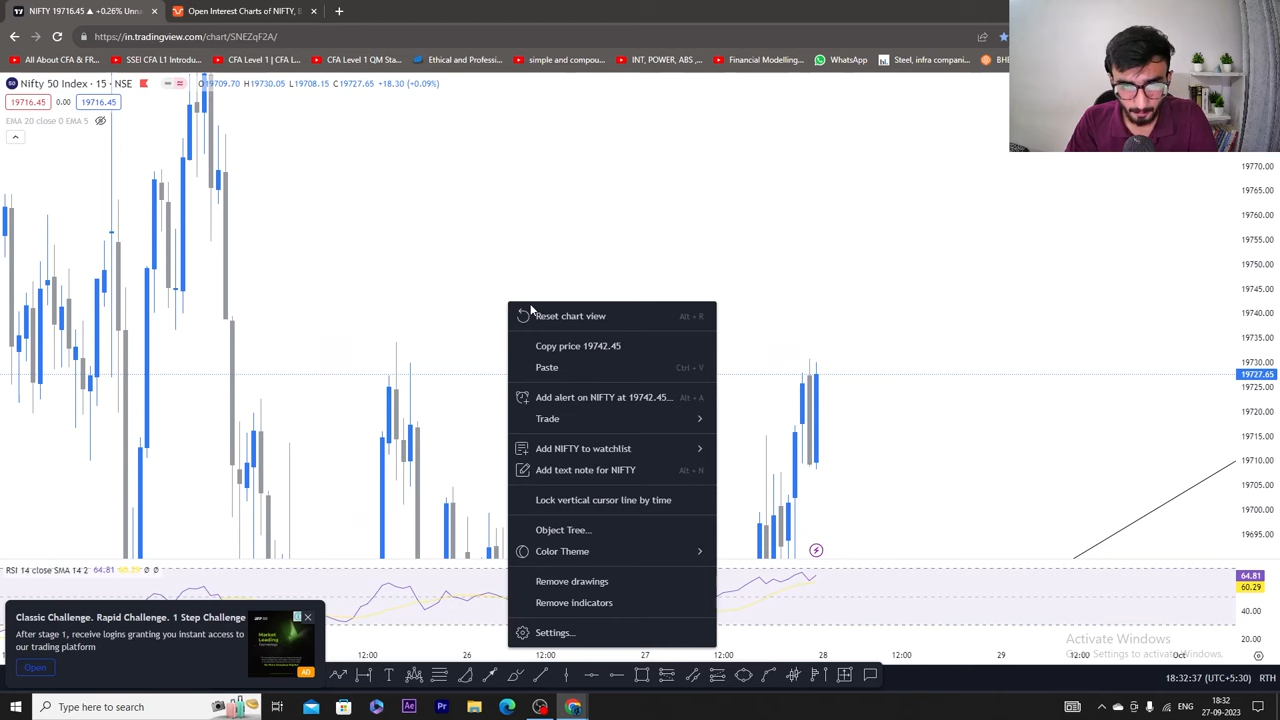 NIFTY 19716.45 ▲ +0.26% Unna
Open Interest Charts of NIFTY, B
https://in.tradingview.com/chart/SNEZqF2A/
All About CFA & FR...
SSEI CFA L1 Introdu...
CFA Level 1 | CFA L...
CFA Level 1 QM Sta...
Ethical and Professi...
simple and compou...
INT, POWER, ABS ,...
Financial Modelling...
WhatsApp
Steel, infra compani...
BHE
50 Nifty 50 Index · 15 · NSE
O19709.70 H19730.05 L19708.15 C19727.65 +18.30 (+0.09%)
19716.45 0.00 19716.45
EMA 20 close 0 EMA 5
19770.00
19765.00
19760.00
19755.00
19750.00
19745.00
19740.00
19735.00
19730.00
19727.65
19725.00
19720.00
19715.00
19710.00
19705.00
19700.00
19695.00
Reset chart view Alt + R
Copy price 19742.45
Paste Ctrl + V
Add alert on NIFTY at 19742.45... Alt + A
Trade
Add NIFTY to watchlist
Add text note for NIFTY Alt + N
Lock vertical cursor line by time
Object Tree...
Color Theme
Remove drawings
Remove indicators
Settings...
RSI 14 close SMA 14 2 64.81 60.29 Ø Ø
64.81
60.29
40.00
20.00
Classic Challenge. Rapid Challenge. 1 Step Challenge
After stage 1, receive logins granting you instant access to
our trading platform
Open
AD
Activate Windows
Go to Settings to activate Windows.
12:00 26 12:00 27 12:00 28 12:00 29 12:00 Oct
18:32:37 (UTC+5:30) RTH
Type here to search
18:32
27-09-2023